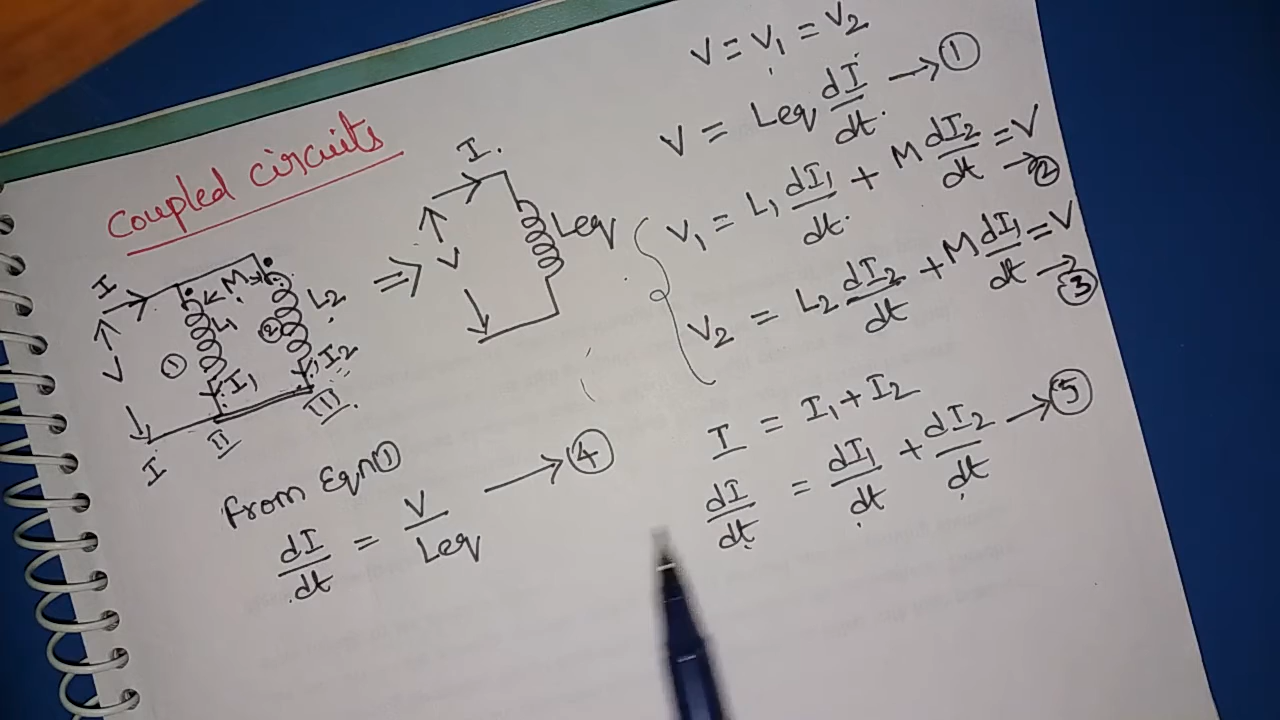 Coupled circuits
I
V
I
①
L1
I1
II
M
②
L2
I2
III
⇒
I.
V
Leq
V = V1 = V2
V = Leq dI/dt → ①
V1 = L1 dI1/dt + M dI2/dt = V → ②
V2 = L2 dI2/dt + M dI1/dt = V → ③
I = I1 + I2
dI/dt = dI1/dt + dI2/dt → ⑤
from Eqn①
dI/dt = V/Leq → ④